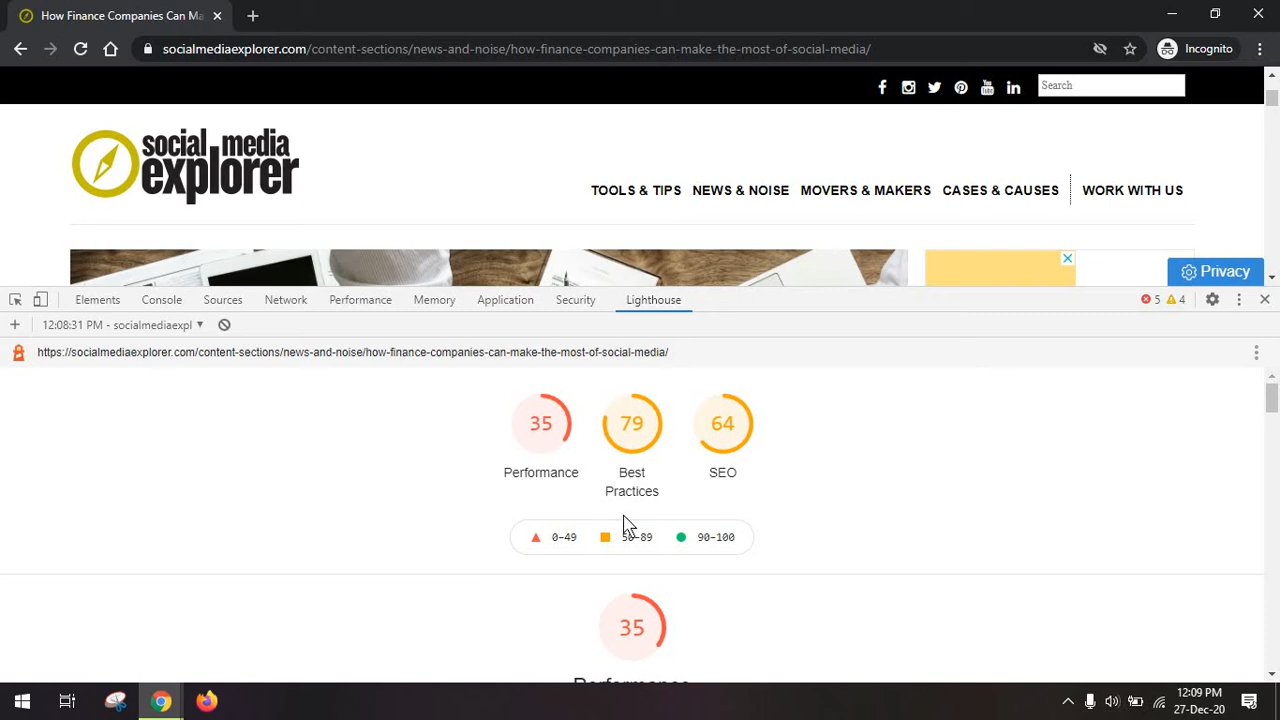 How Finance Companies Can Ma
socialmediaexplorer.com/content-sections/news-and-noise/how-finance-companies-can-make-the-most-of-social-media/
Incognito
Search
social media
explorer
TOOLS & TIPS NEWS & NOISE MOVERS & MAKERS CASES & CAUSES WORK WITH US
Privacy
Elements Console Sources Network Performance Memory Application Security Lighthouse 5 4
12:08:31 PM - socialmediaexpl
https://socialmediaexplorer.com/content-sections/news-and-noise/how-finance-companies-can-make-the-most-of-social-media/
35 79 64
Performance Best Practices SEO
0–49 50–89 90–100
35
Performance
12:09 PM
27-Dec-20